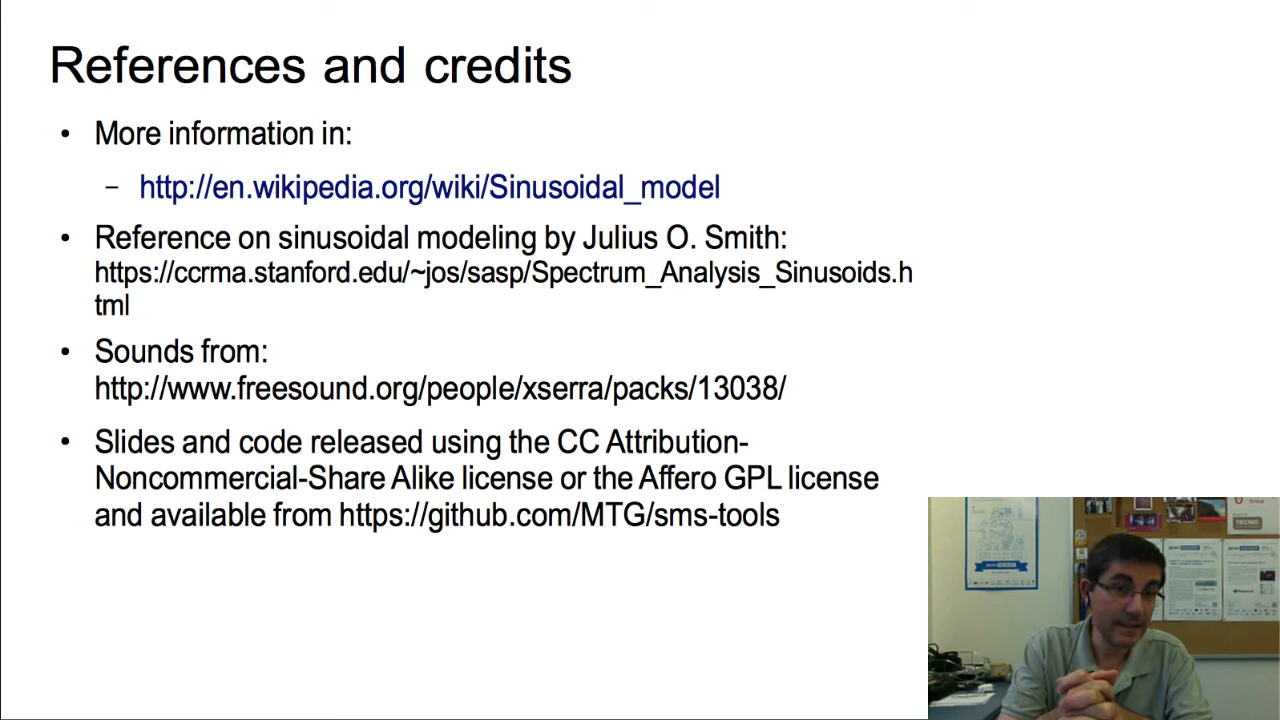 References and credits
• More information in:
– http://en.wikipedia.org/wiki/Sinusoidal_model
• Reference on sinusoidal modeling by Julius O. Smith:
https://ccrma.stanford.edu/~jos/sasp/Spectrum_Analysis_Sinusoids.h
tml
• Sounds from:
http://www.freesound.org/people/xserra/packs/13038/
• Slides and code released using the CC Attribution-
Noncommercial-Share Alike license or the Affero GPL license
and available from https://github.com/MTG/sms-tools